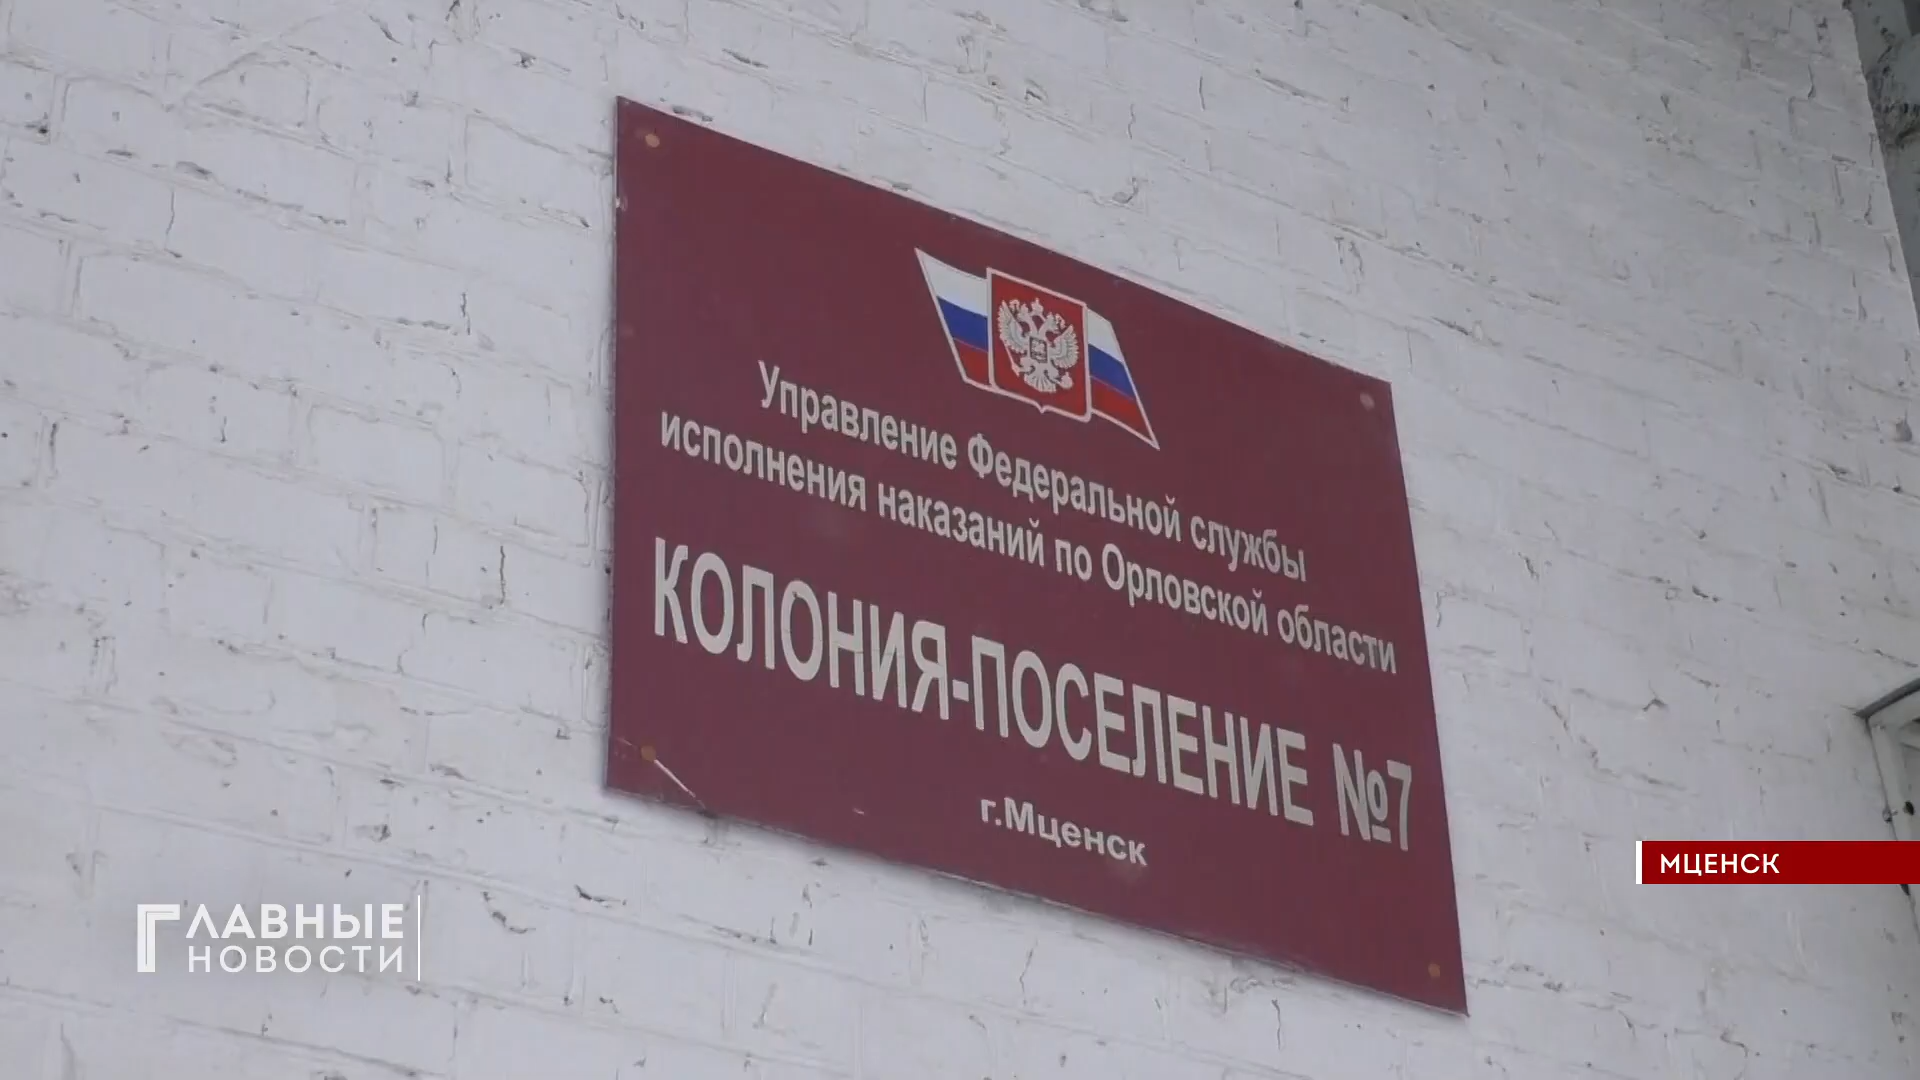 Управление Федеральной службы
исполнения наказаний по Орловской области
КОЛОНИЯ-ПОСЕЛЕНИЕ №7
г.Мценск
МЦЕНСК
ГЛАВНЫЕ
НОВОСТИ